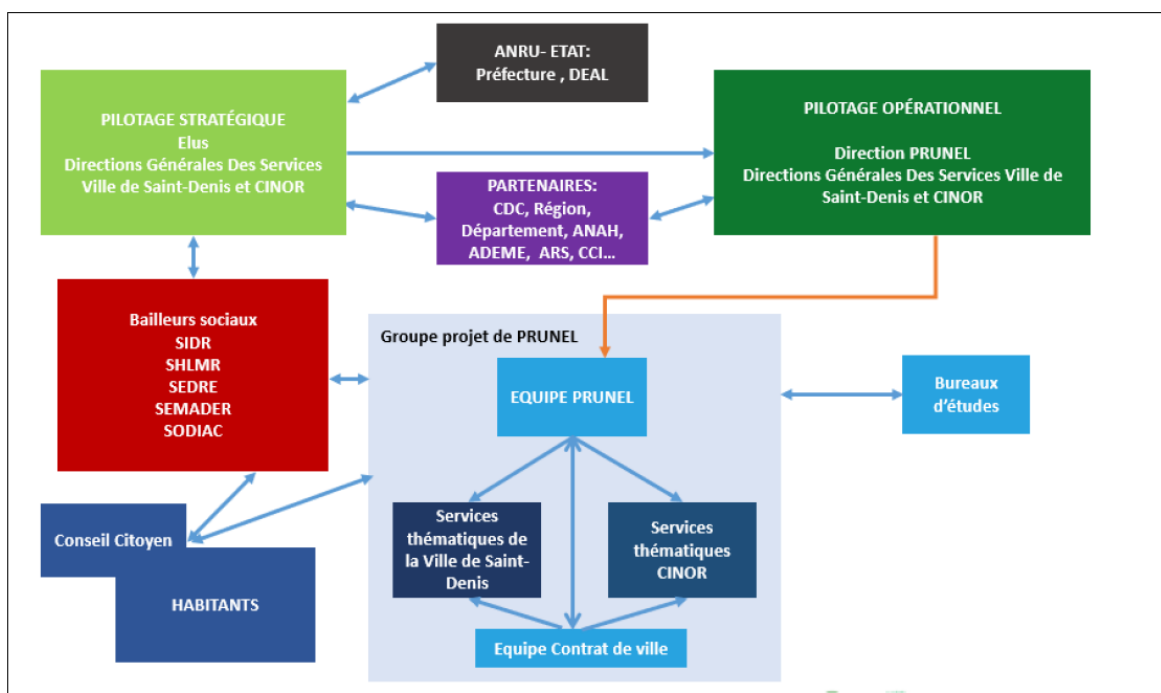 ANRU- ETAT:
Préfecture , DEAL
PILOTAGE STRATÉGIQUE
Elus
Directions Générales Des Services
Ville de Saint-Denis et CINOR
PILOTAGE OPÉRATIONNEL
Direction PRUNEL
Directions Générales Des Services Ville de
Saint-Denis et CINOR
PARTENAIRES:
CDC, Région,
Département, ANAH,
ADEME, ARS, CCI...
Bailleurs sociaux
SIDR
SHLMR
SEDRE
SEMADER
SODIAC
Groupe projet de PRUNEL
EQUIPE PRUNEL
Bureaux
d'études
Services
thématiques de
la Ville de Saint-
Denis
Services
thématiques
CINOR
Conseil Citoyen
HABITANTS
Equipe Contrat de ville